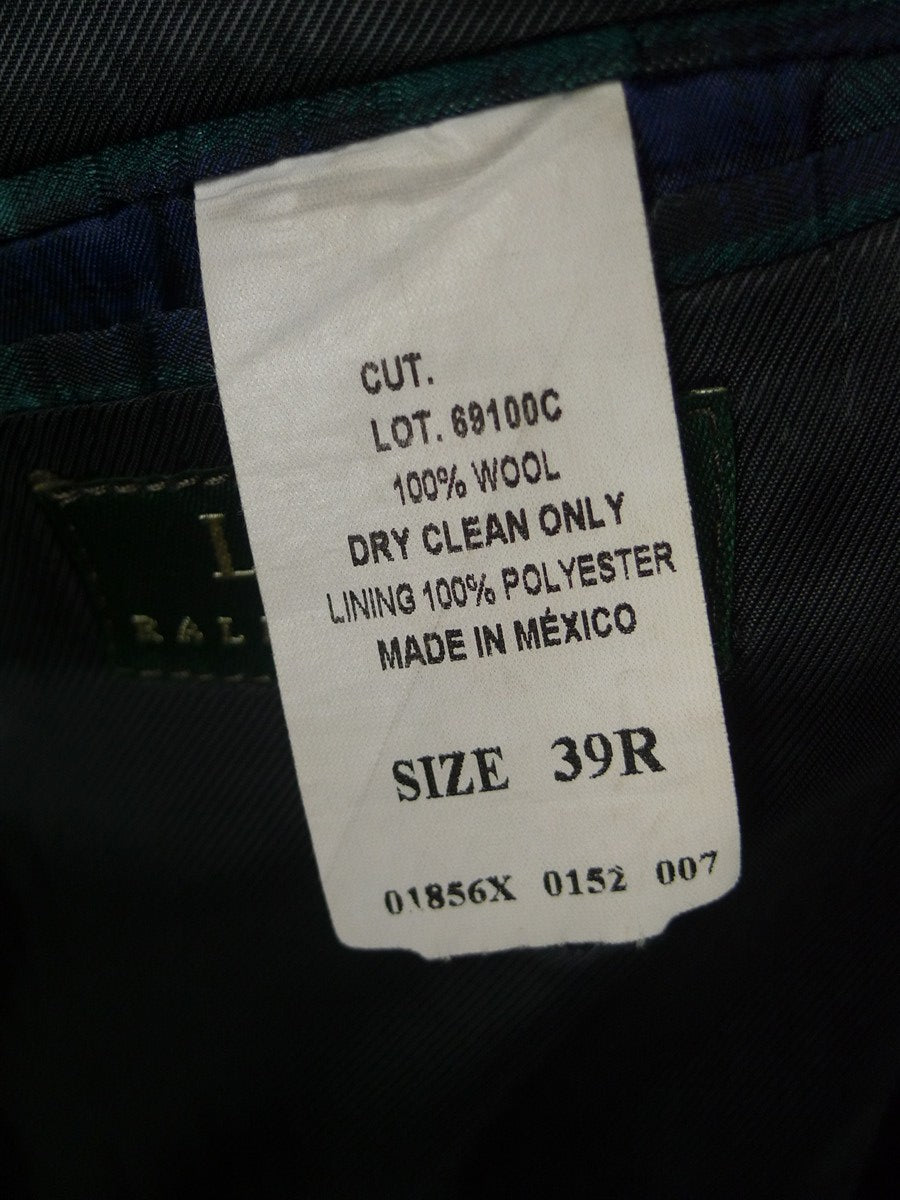 CUT.
LOT. 69100C
100% WOOL
DRY CLEAN ONLY
LINING 100% POLYESTER
MADE IN MÉXICO
SIZE 39R
01856X 0152 007
L
RAL